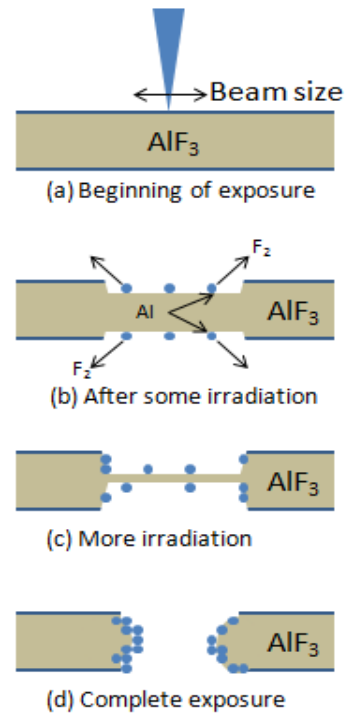 Beam size
AlF₃
(a) Beginning of exposure
F₂
Al
AlF₃
F₂
(b) After some irradiation
AlF₃
(c) More irradiation
AlF₃
(d) Complete exposure